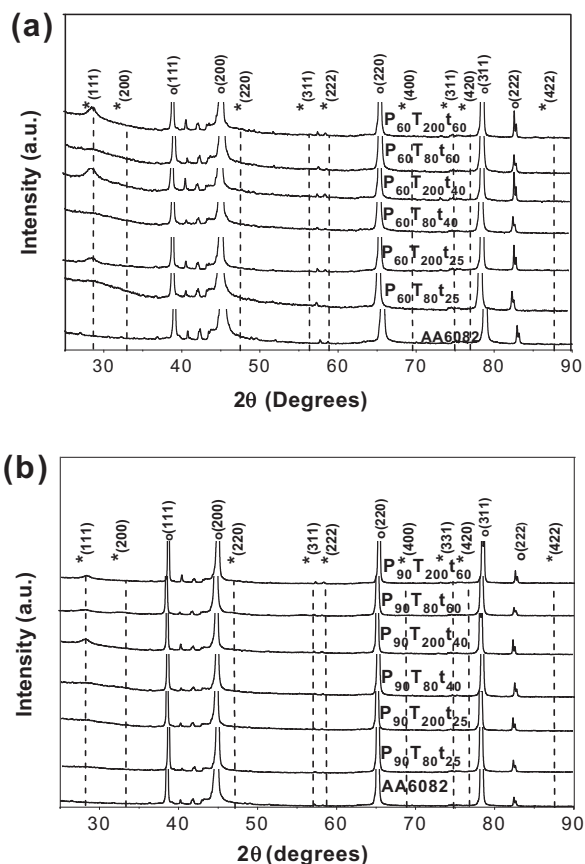 (a)
Intensity (a.u.)
*(111)
*(200)
o(111)
o(200)
*(220)
*(311)
*(222)
o(220)
*(400)
*(311)
*(420)
o(311)
o(222)
*(422)
P60T200t60
P60T80t60
P60T200t40
P60T80t40
P60T200t25
P60T80t25
AA6082
30 40 50 60 70 80 90
2θ (Degrees)
(b)
Intensity (a.u.)
*(111)
*(200)
o(111)
o(200)
*(220)
*(311)
*(222)
o(220)
*(400)
*(331)
*(420)
o(311)
o(222)
*(422)
P90T200t60
P90T80t60
P90T200t40
P90T80t40
P90T200t25
P90T80t25
AA6082
30 40 50 60 70 80 90
2θ (degrees)